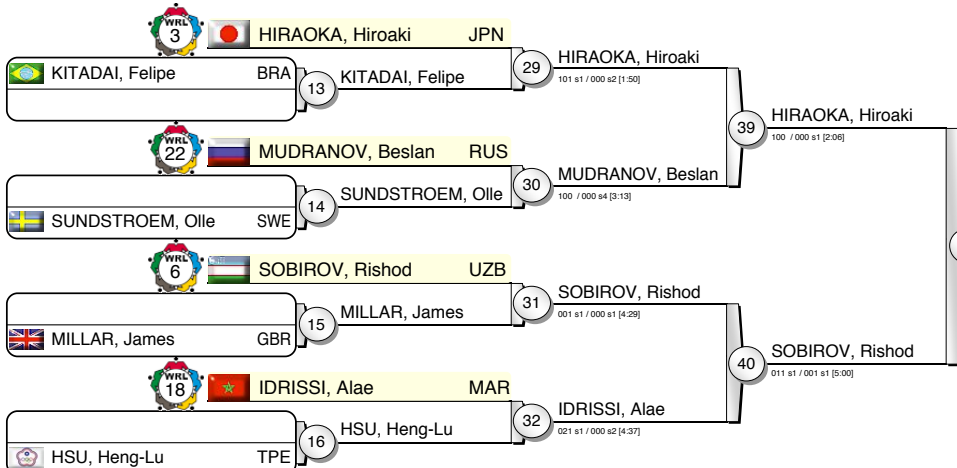 WRL 3 HIRAOKA, Hiroaki JPN
KITADAI, Felipe BRA
13 KITADAI, Felipe
29 HIRAOKA, Hiroaki
101 s1 / 000 s2 [1:50]
WRL 22 MUDRANOV, Beslan RUS
SUNDSTROEM, Olle SWE
14 SUNDSTROEM, Olle
30 MUDRANOV, Beslan
100 / 000 s4 [3:13]
39 HIRAOKA, Hiroaki
100 / 000 s1 [2:06]
WRL 6 SOBIROV, Rishod UZB
MILLAR, James GBR
15 MILLAR, James
31 SOBIROV, Rishod
001 s1 / 000 s1 [4:29]
WRL 18 IDRISSI, Alae MAR
HSU, Heng-Lu TPE
16 HSU, Heng-Lu
32 IDRISSI, Alae
021 s1 / 000 s2 [4:37]
40 SOBIROV, Rishod
011 s1 / 001 s1 [5:00]